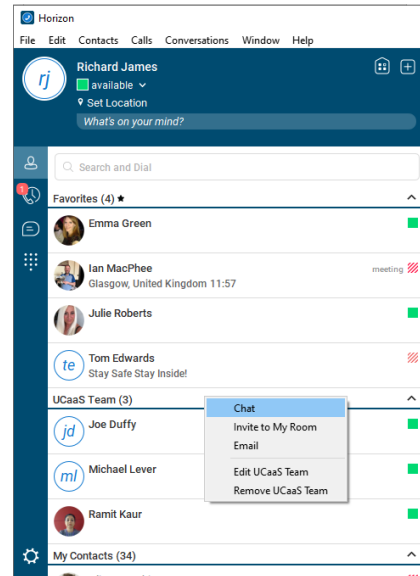 Horizon
File Edit Contacts Calls Conversations Window Help
rj
Richard James
available
Set Location
What's on your mind?
Search and Dial
1
Favorites (4) ★
Emma Green
Ian MacPhee
meeting
Glasgow, United Kingdom 11:57
Julie Roberts
te
Tom Edwards
Stay Safe Stay Inside!
UCaaS Team (3)
Chat
Invite to My Room
Email
Edit UCaaS Team
Remove UCaaS Team
jd
Joe Duffy
ml
Michael Lever
Ramit Kaur
My Contacts (34)